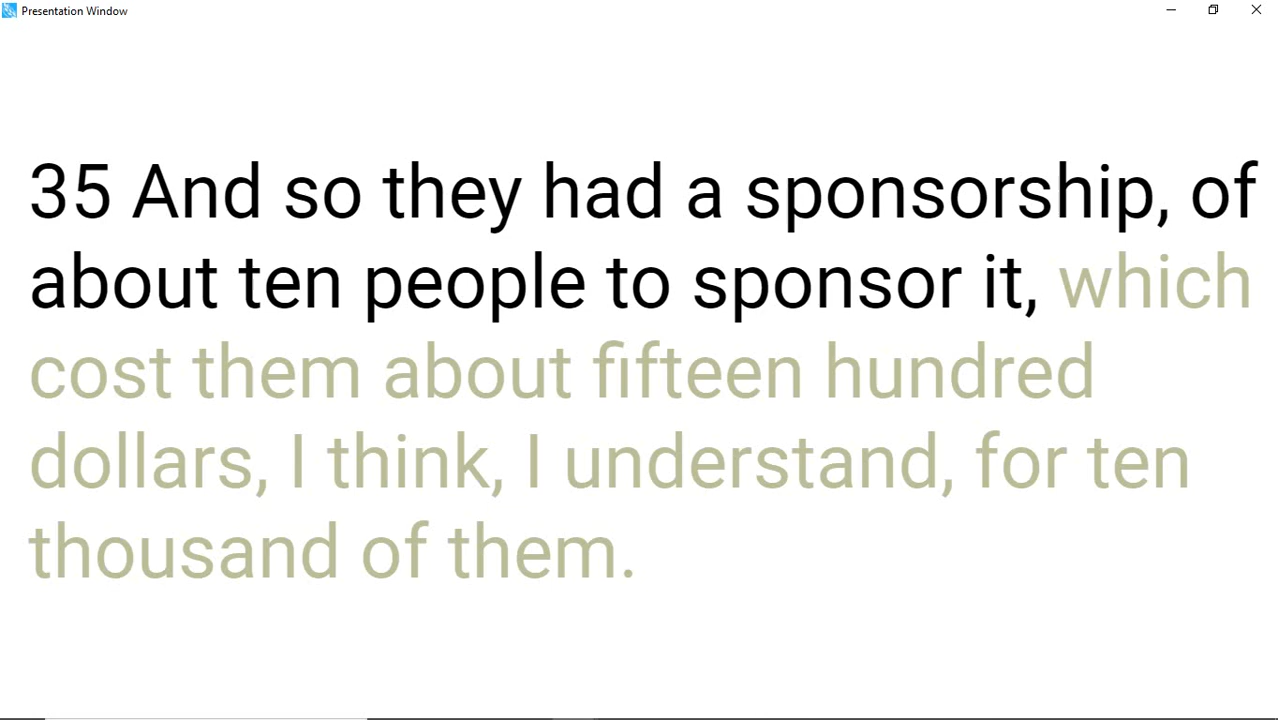 Presentation Window
35 And so they had a sponsorship, of
about ten people to sponsor it, which
cost them about fifteen hundred
dollars, I think, I understand, for ten
thousand of them.